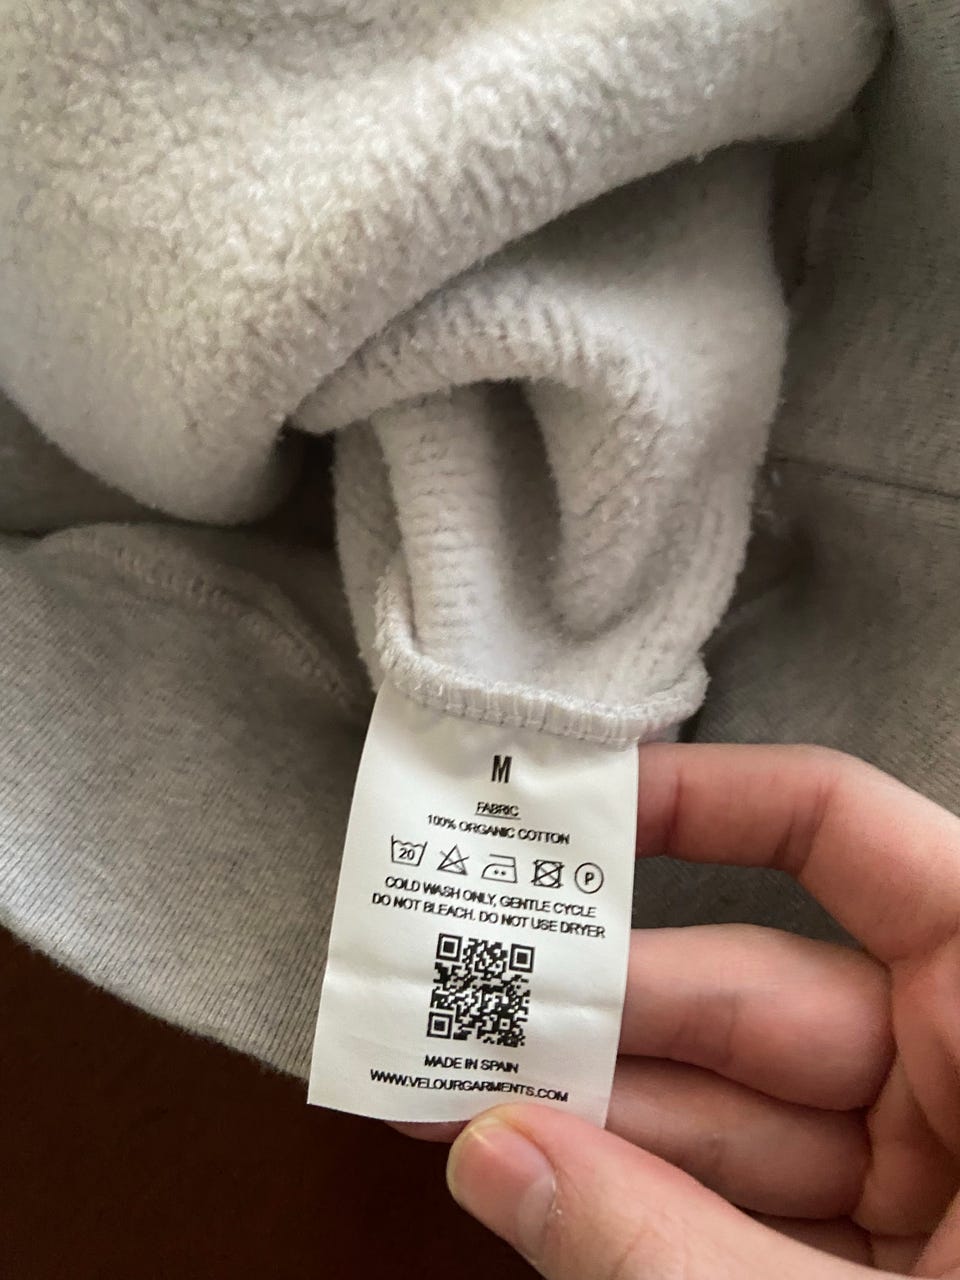 M
FABRIC
100% ORGANIC COTTON
20 P
COLD WASH ONLY, GENTLE CYCLE
DO NOT BLEACH. DO NOT USE DRYER
MADE IN SPAIN
WWW.VELOURGARMENTS.COM